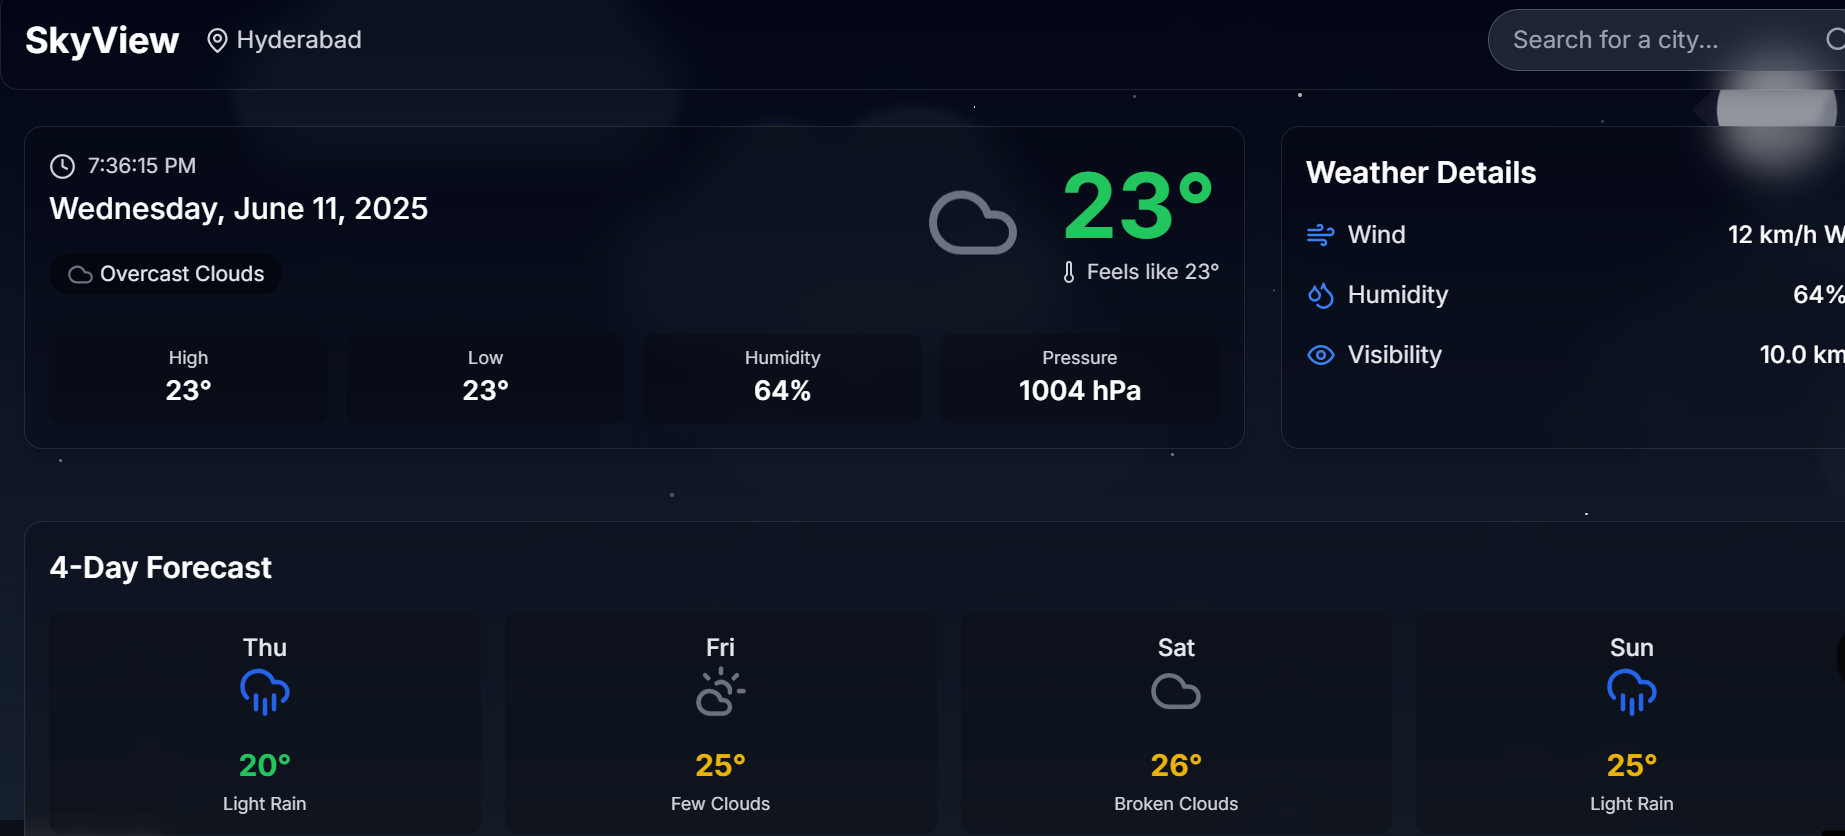 SkyView
Hyderabad
Search for a city...
7:36:15 PM
Wednesday, June 11, 2025
Overcast Clouds
23°
Feels like 23°
High
23°
Low
23°
Humidity
64%
Pressure
1004 hPa
Weather Details
Wind
12 km/h W
Humidity
64%
Visibility
10.0 km
4-Day Forecast
Thu
20°
Light Rain
Fri
25°
Few Clouds
Sat
26°
Broken Clouds
Sun
25°
Light Rain